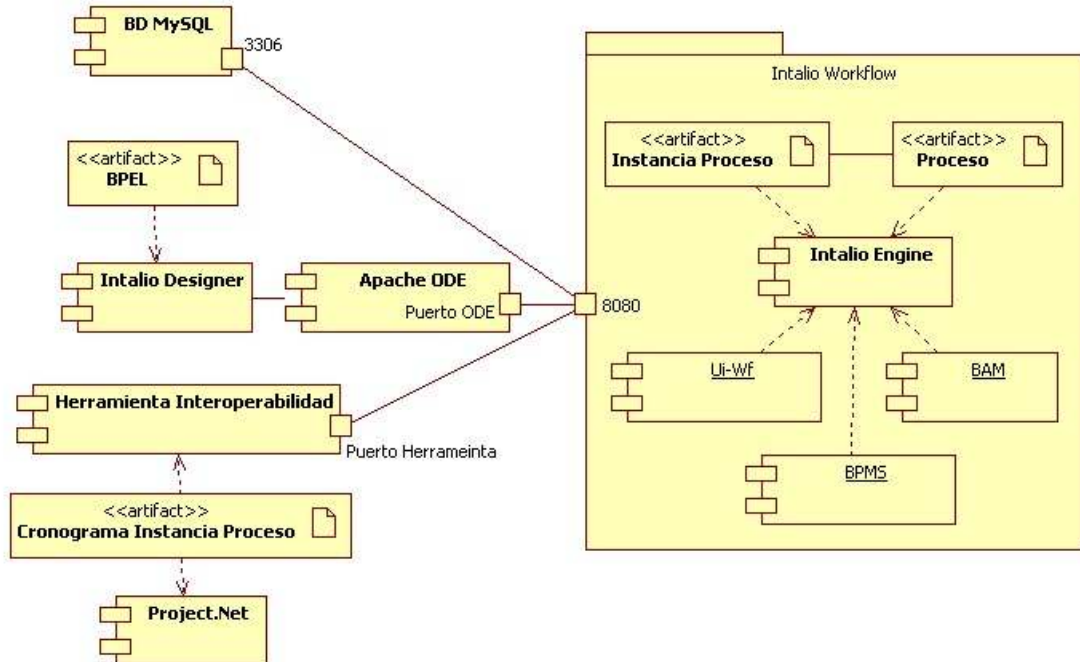 BD MySQL
3306
<<artifact>>
BPEL
Intalio Designer
Apache ODE
Puerto ODE
8080
Herramienta Interoperabilidad
Puerto Herrameinta
<<artifact>>
Cronograma Instancia Proceso
Project.Net
Intalio Workflow
<<artifact>>
Instancia Proceso
<<artifact>>
Proceso
Intalio Engine
Ui-Wf
BAM
BPMS